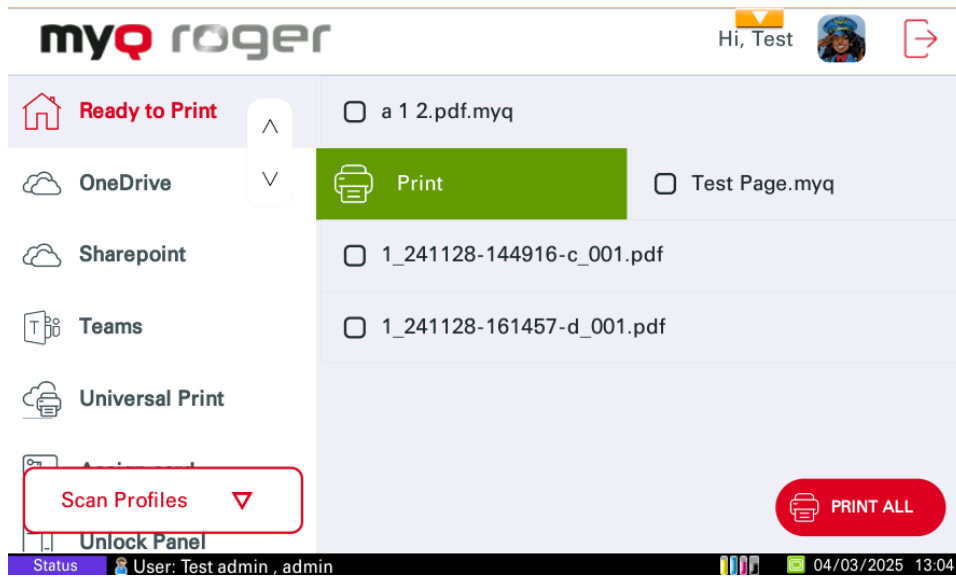 myQ roger
Hi, Test
Ready to Print
OneDrive
Sharepoint
Teams
Universal Print
Scan Profiles
Unlock Panel
a 1 2.pdf.myq
Print
Test Page.myq
1_241128-144916-c_001.pdf
1_241128-161457-d_001.pdf
PRINT ALL
Status
User: Test admin , admin
04/03/2025 13:04